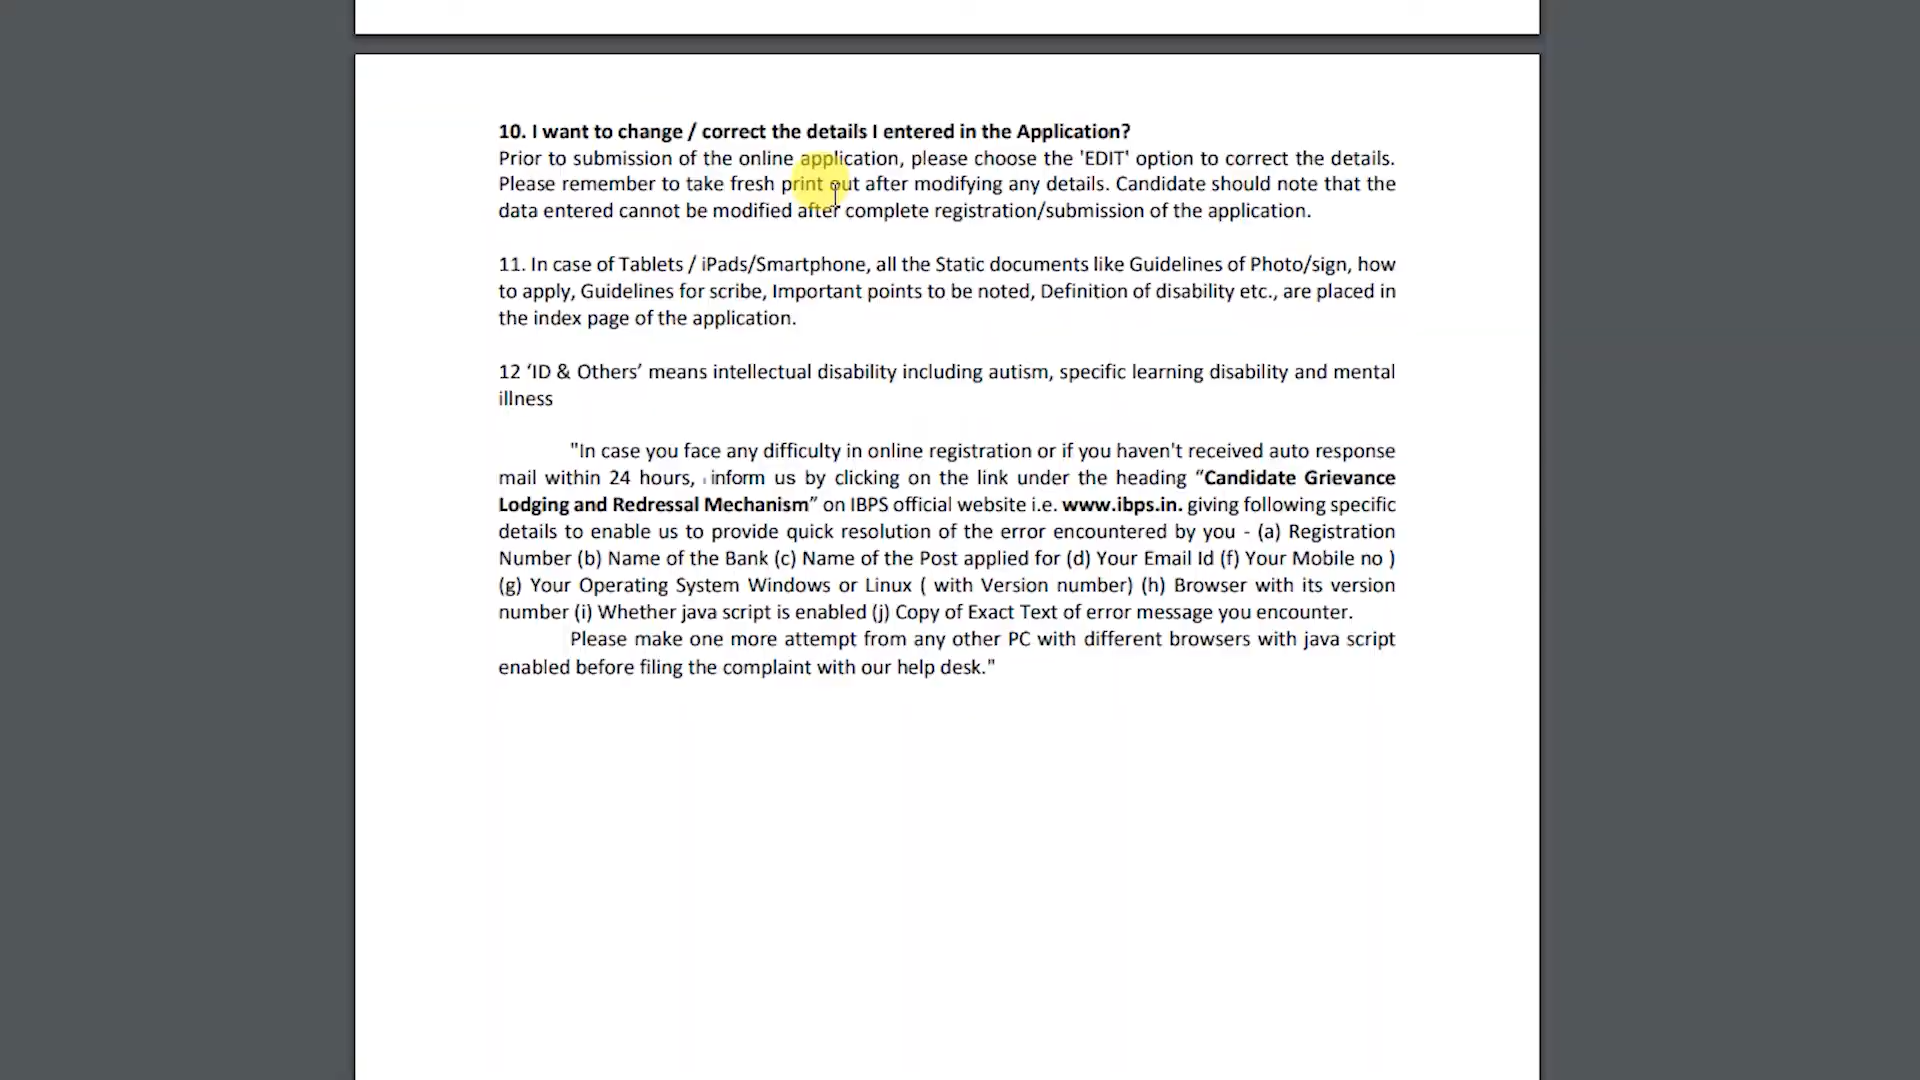 10. I want to change / correct the details I entered in the Application?
Prior to submission of the online application, please choose the 'EDIT' option to correct the details.
Please remember to take fresh print out after modifying any details. Candidate should note that the
data entered cannot be modified after complete registration/submission of the application.
11. In case of Tablets / iPads/Smartphone, all the Static documents like Guidelines of Photo/sign, how
to apply, Guidelines for scribe, Important points to be noted, Definition of disability etc., are placed in
the index page of the application.
12 ‘ID & Others’ means intellectual disability including autism, specific learning disability and mental
illness
"In case you face any difficulty in online registration or if you haven't received auto response
mail within 24 hours, inform us by clicking on the link under the heading “Candidate Grievance
Lodging and Redressal Mechanism” on IBPS official website i.e. www.ibps.in. giving following specific
details to enable us to provide quick resolution of the error encountered by you - (a) Registration
Number (b) Name of the Bank (c) Name of the Post applied for (d) Your Email Id (f) Your Mobile no )
(g) Your Operating System Windows or Linux ( with Version number) (h) Browser with its version
number (i) Whether java script is enabled (j) Copy of Exact Text of error message you encounter.
Please make one more attempt from any other PC with different browsers with java script
enabled before filing the complaint with our help desk."